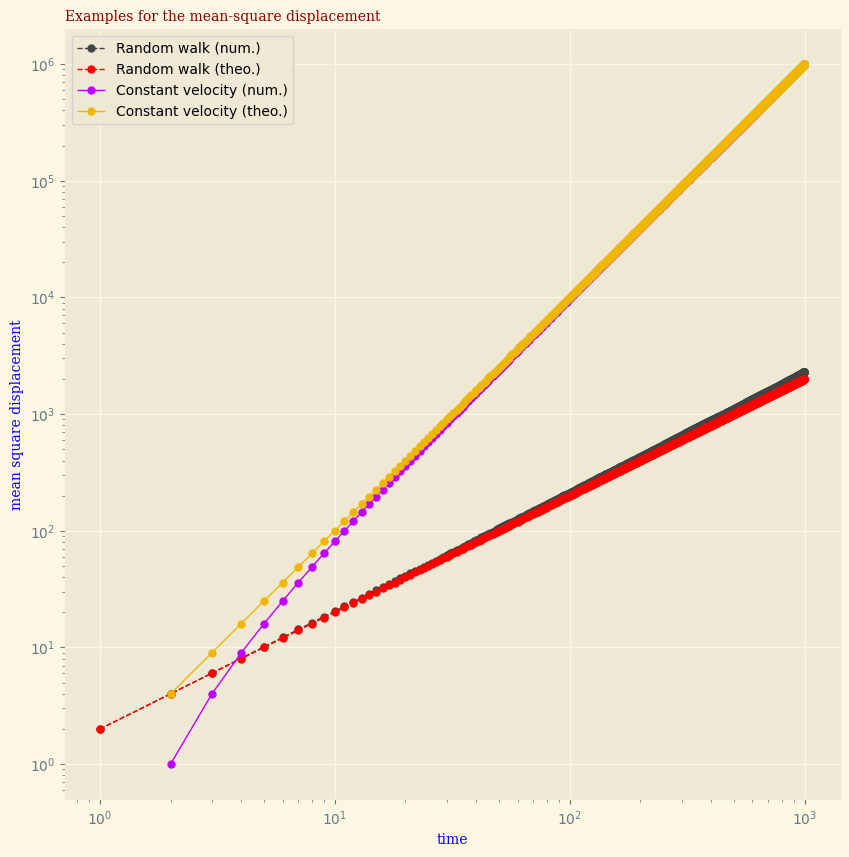 Examples for the mean-square displacement
Random walk (num.)
Random walk (theo.)
Constant velocity (num.)
Constant velocity (theo.)
10⁶
10⁵
10⁴
10³
10²
10¹
10⁰
mean square displacement
10⁰ 10¹ 10² 10³
time